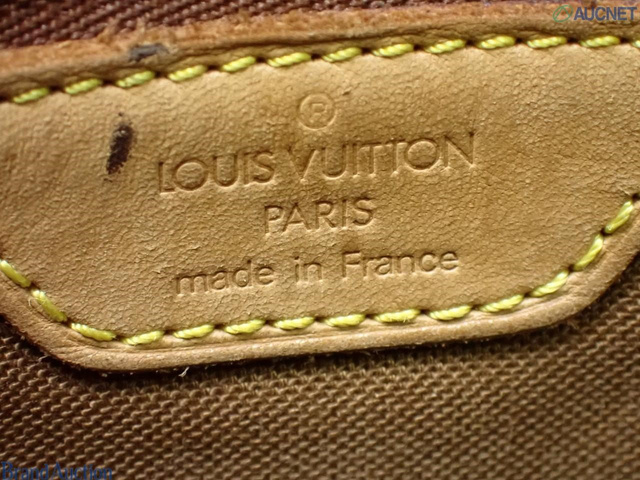 AUCNET
®
LOUIS VUITTON
PARIS
made in France
Brand Auction